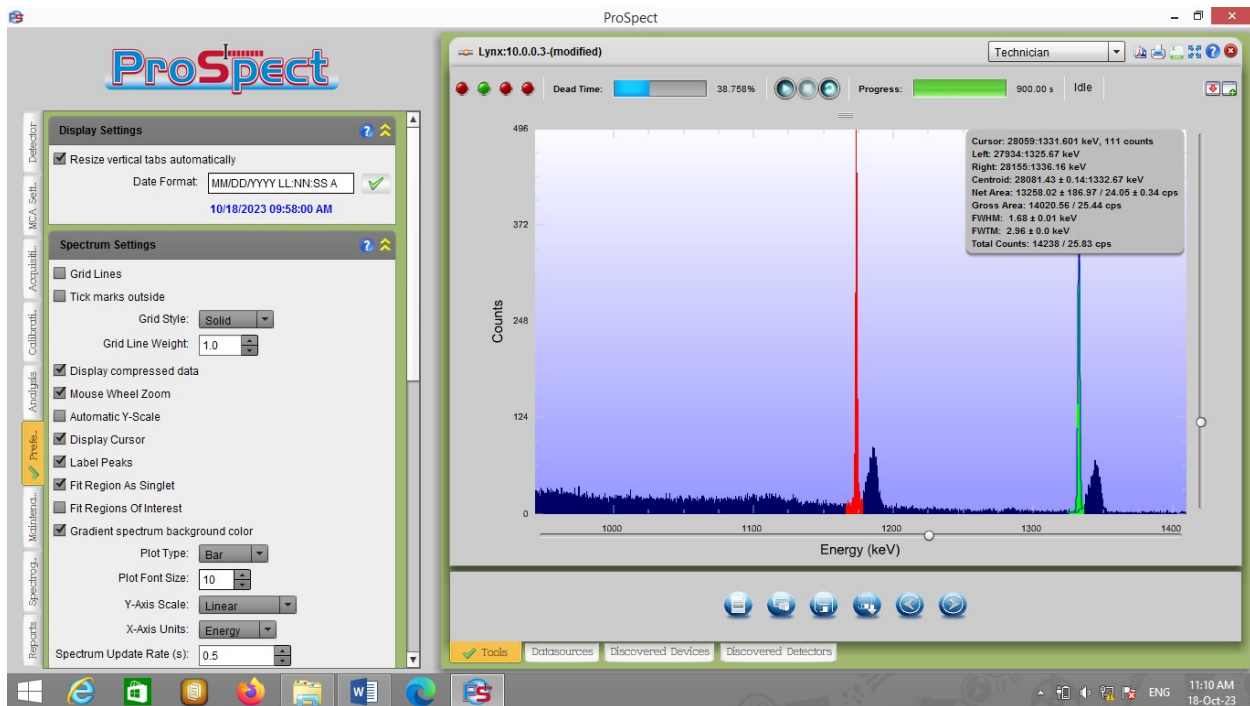 ProSpect
ProSpect
Detector
MCA Sett..
Acquisiti..
Calibrati..
Analysis
Prefe..
Maintena..
Spectrog..
Reports
Display Settings
Resize vertical tabs automatically
Date Format: MM/DD/YYYY LL:NN:SS A
10/18/2023 09:58:00 AM
Spectrum Settings
Grid Lines
Tick marks outside
Grid Style: Solid
Grid Line Weight: 1.0
Display compressed data
Mouse Wheel Zoom
Automatic Y-Scale
Display Cursor
Label Peaks
Fit Region As Singlet
Fit Regions Of Interest
Gradient spectrum background color
Plot Type: Bar
Plot Font Size: 10
Y-Axis Scale: Linear
X-Axis Units: Energy
Spectrum Update Rate (s): 0.5
Lynx:10.0.0.3-(modified)
Technician
Dead Time: 38.758% Progress: 900.00 s Idle
Cursor: 28059:1331.601 keV, 111 counts
Left: 27934:1325.67 keV
Right: 28155:1336.16 keV
Centroid: 28081.43 ± 0.14:1332.67 keV
Net Area: 13258.02 ± 186.97 / 24.05 ± 0.34 cps
Gross Area: 14020.56 / 25.44 cps
FWHM: 1.68 ± 0.01 keV
FWTM: 2.96 ± 0.0 keV
Total Counts: 14238 / 25.83 cps
Counts
496
372
248
124
0
1000 1100 1200 1300 1400
Energy (keV)
Tools Datasources Discovered Devices Discovered Detectors
ENG
11:10 AM
18-Oct-23